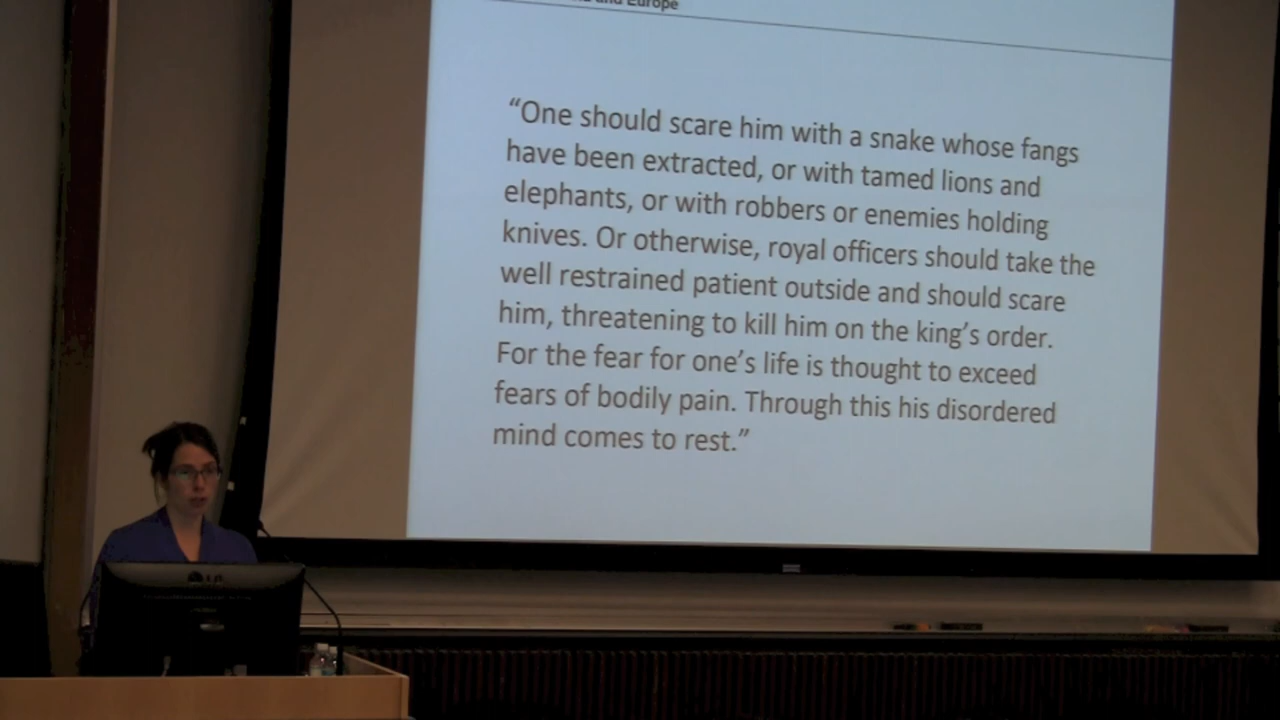 and Europe
“One should scare him with a snake whose fangs
have been extracted, or with tamed lions and
elephants, or with robbers or enemies holding
knives. Or otherwise, royal officers should take the
well restrained patient outside and should scare
him, threatening to kill him on the king’s order.
For the fear for one’s life is thought to exceed
fears of bodily pain. Through this his disordered
mind comes to rest.”